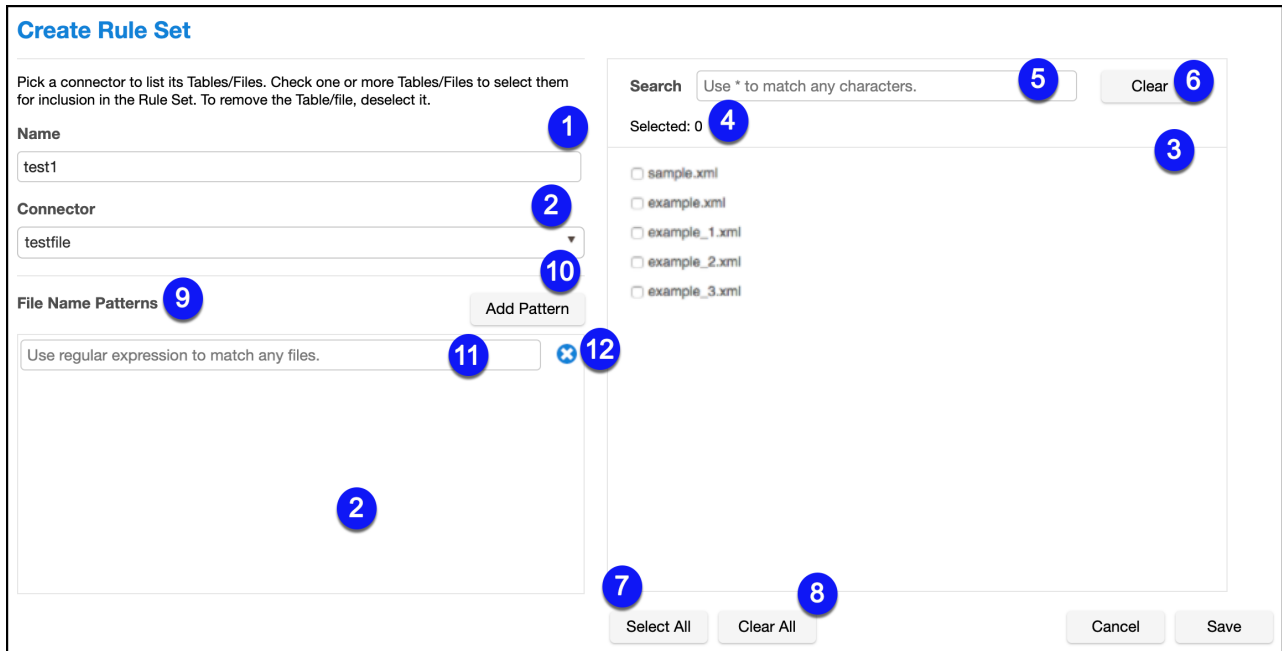 Create Rule Set
Pick a connector to list its Tables/Files. Check one or more Tables/Files to select them
for inclusion in the Rule Set. To remove the Table/file, deselect it.
1
Name
test1
Connector
2
testfile
10
File Name Patterns 9
Add Pattern
Use regular expression to match any files. 11 12
2
Search Use * to match any characters. 5 Clear 6
Selected: 0 4
3
sample.xml
example.xml
example_1.xml
example_2.xml
example_3.xml
7 8
Select All Clear All Cancel Save